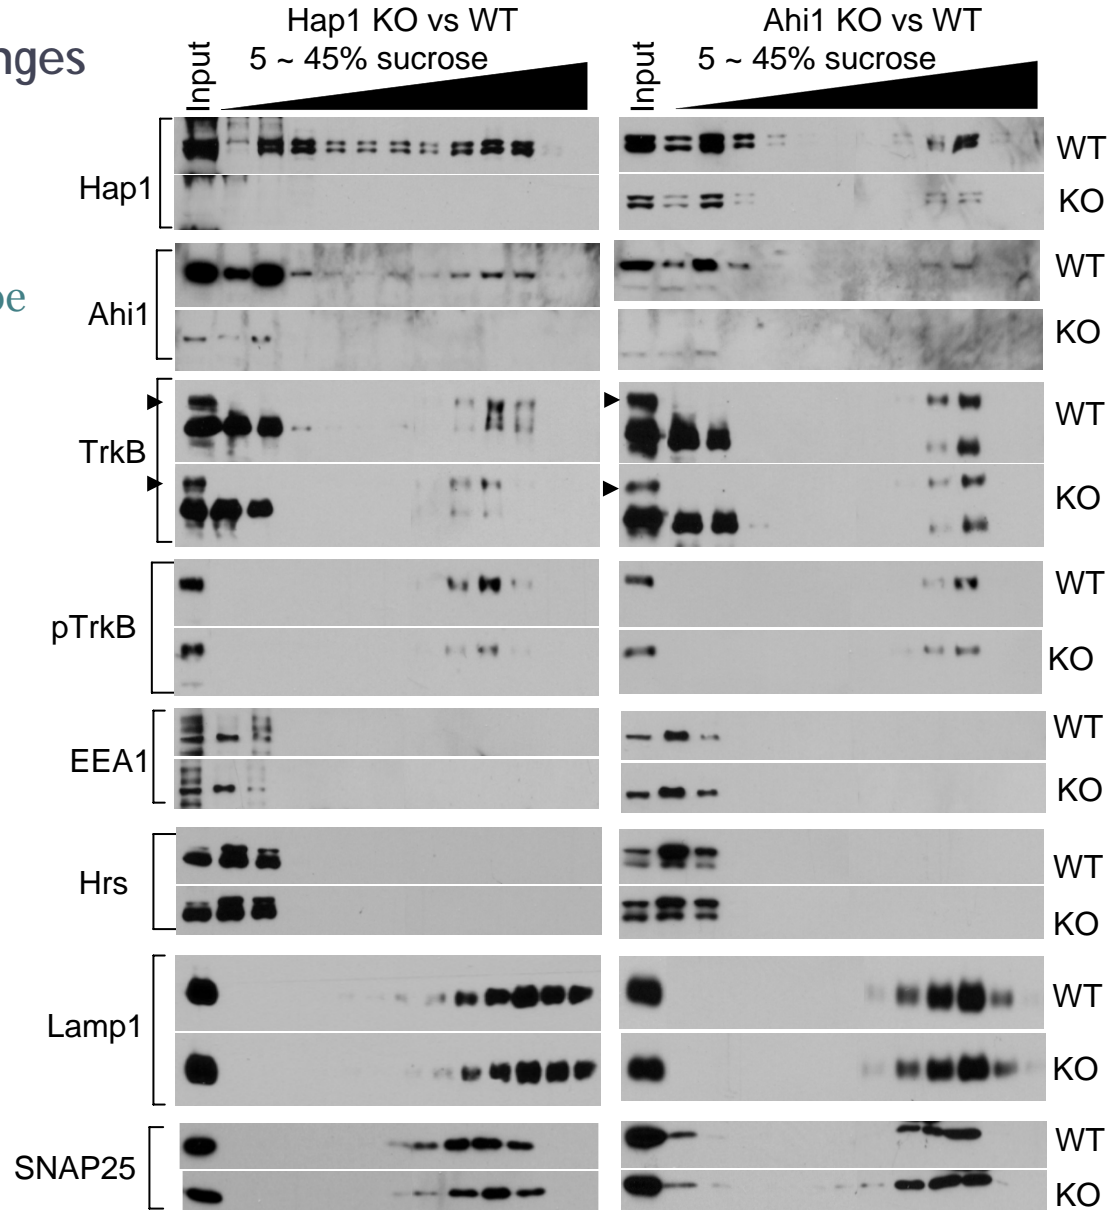 Hap1 KO vs WT
Ahi1 KO vs WT
Input
5 ~ 45% sucrose
Input
5 ~ 45% sucrose
Hap1
WT
KO
Ahi1
WT
KO
TrkB
WT
KO
pTrkB
WT
KO
EEA1
WT
KO
Hrs
WT
KO
Lamp1
WT
KO
SNAP25
WT
KO